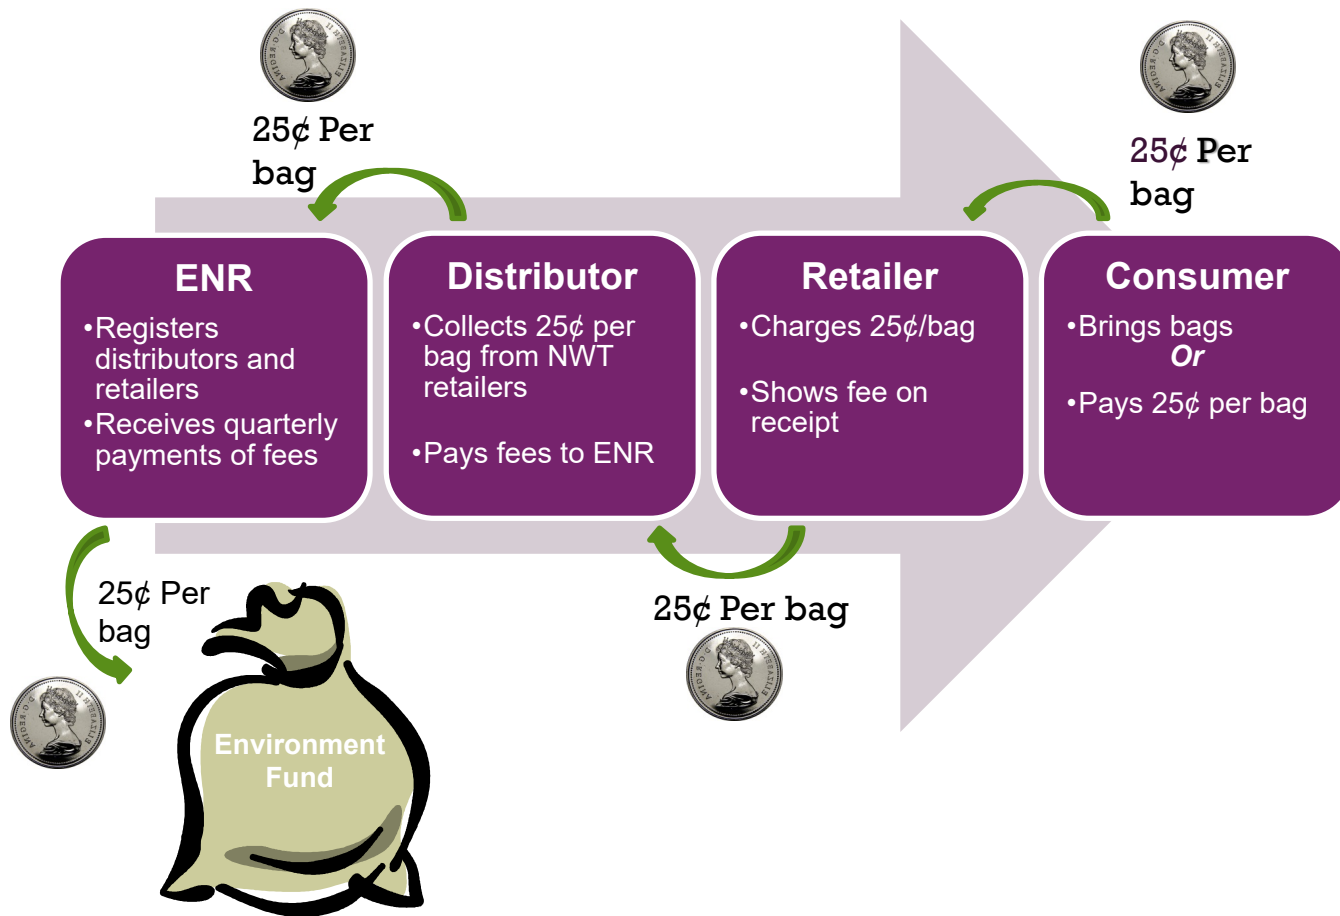 25¢ Per
bag
25¢ Per
bag
ENR
•Registers
distributors and
retailers
•Receives quarterly
payments of fees
Distributor
•Collects 25¢ per
bag from NWT
retailers
•Pays fees to ENR
Retailer
•Charges 25¢/bag
•Shows fee on
receipt
Consumer
•Brings bags
Or
•Pays 25¢ per bag
25¢ Per
bag
25¢ Per bag
Environment
Fund